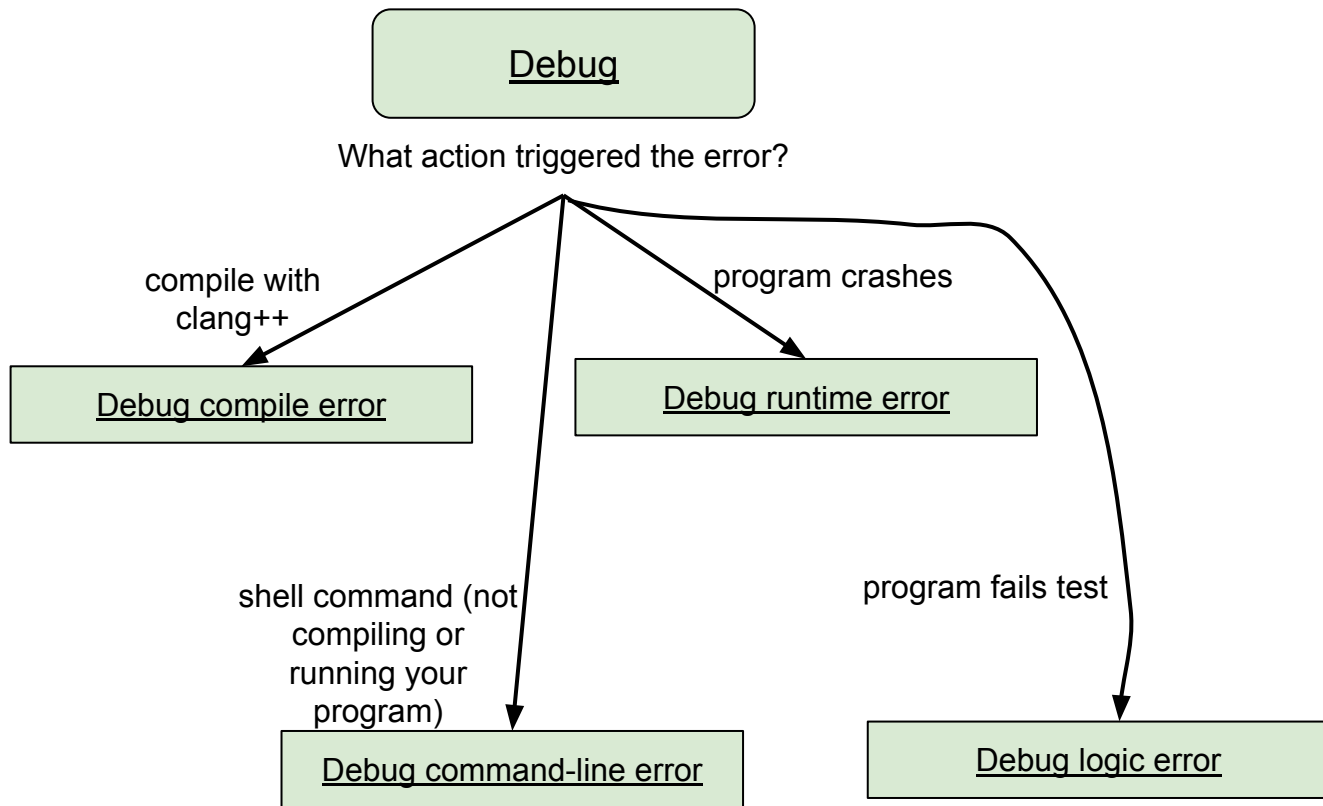 Debug
What action triggered the error?
compile with
clang++
program crashes
Debug compile error
Debug runtime error
shell command (not
compiling or
running your
program)
program fails test
Debug command-line error
Debug logic error